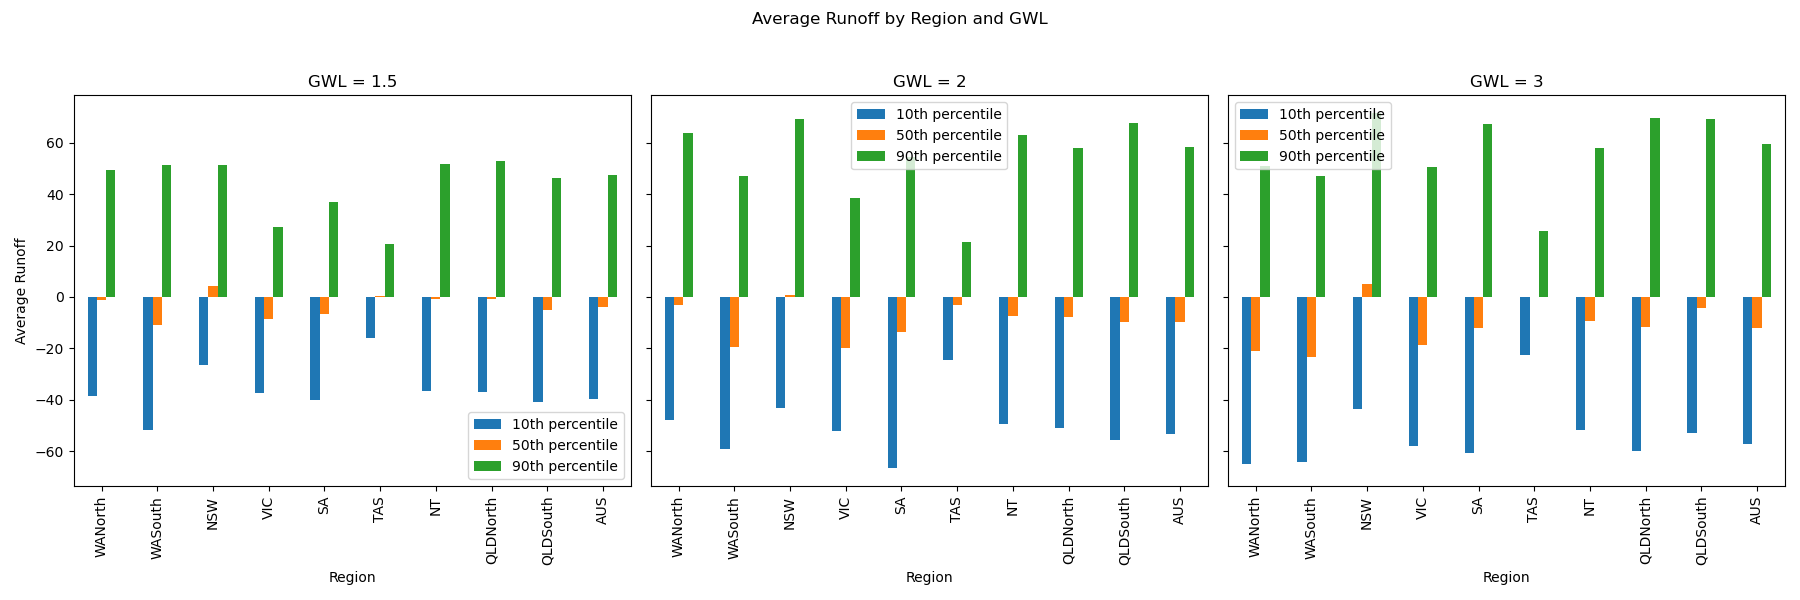 Average Runoff by Region and GWL
GWL = 1.5
Average Runoff
60
40
20
0
−20
−40
−60
10th percentile
50th percentile
90th percentile
WANorth
WASouth
NSW
VIC
SA
TAS
NT
QLDNorth
QLDSouth
AUS
Region
GWL = 2
10th percentile
50th percentile
90th percentile
WANorth
WASouth
NSW
VIC
SA
TAS
NT
QLDNorth
QLDSouth
AUS
Region
GWL = 3
10th percentile
50th percentile
90th percentile
WANorth
WASouth
NSW
VIC
SA
TAS
NT
QLDNorth
QLDSouth
AUS
Region